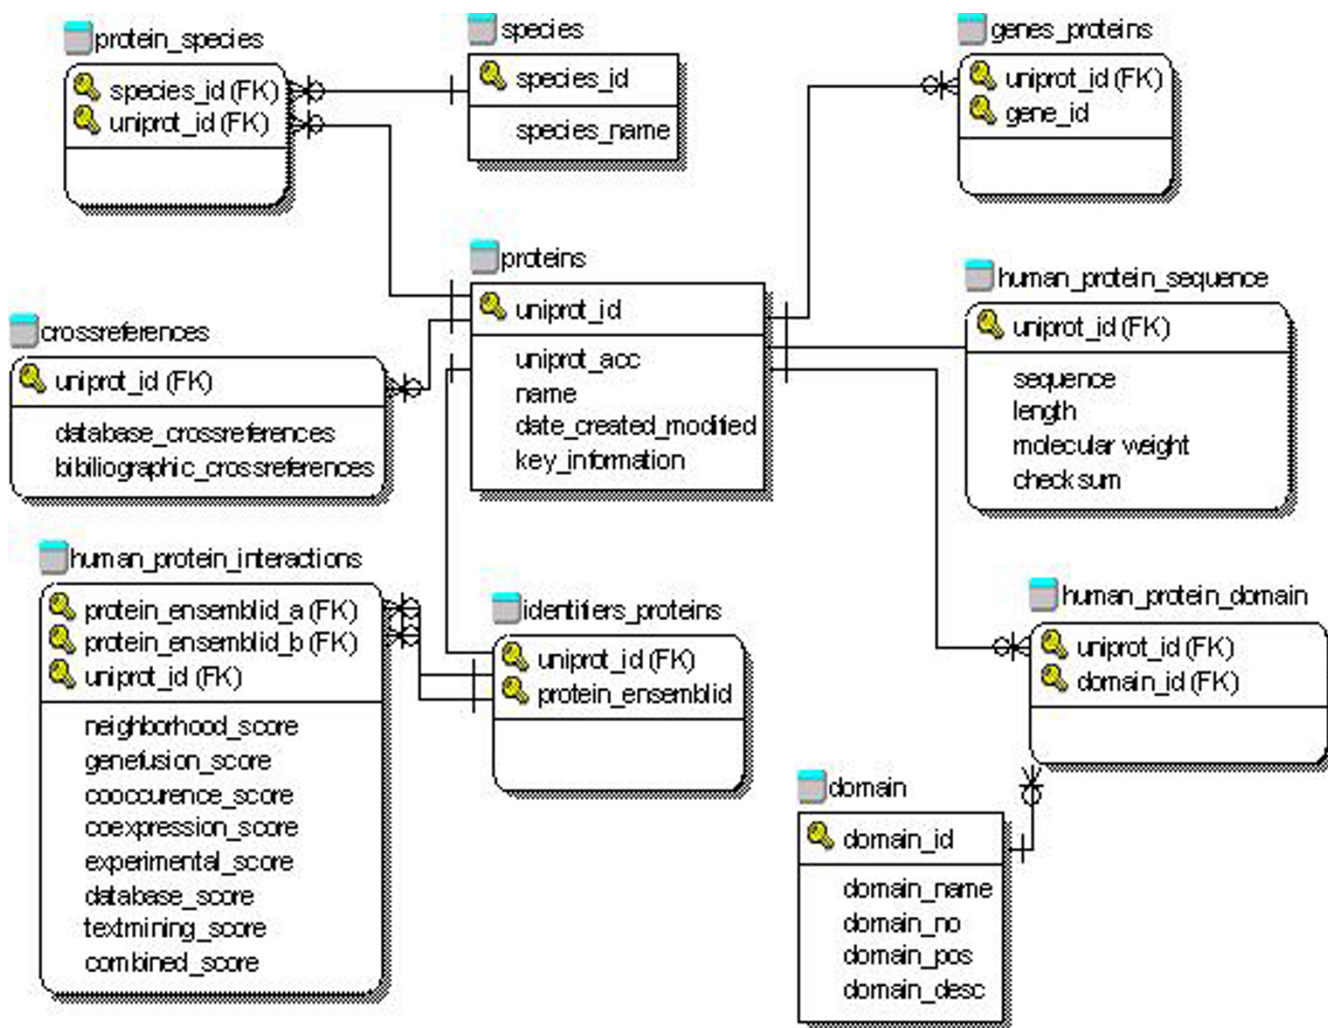 protein_species
species_id (FK)
uniprot_id (FK)
species
species_id
species_name
genes_proteins
uniprot_id (FK)
gene_id
proteins
uniprot_id
uniprot_acc
name
date_created_modified
key_information
human_protein_sequence
uniprot_id (FK)
sequence
length
molecular weight
checksum
crossreferences
uniprot_id (FK)
database_crossreferences
bibiliographic_crossreferences
human_protein_interactions
protein_ensemblid_a (FK)
protein_ensemblid_b (FK)
uniprot_id (FK)
neighborhood_score
genefusion_score
cooccurence_score
coexpression_score
experimental_score
database_score
textmining_score
combined_score
identifiers_proteins
uniprot_id (FK)
protein_ensemblid
human_protein_domain
uniprot_id (FK)
domain_id (FK)
domain
domain_id
domain_name
domain_no
domain_pos
domain_desc